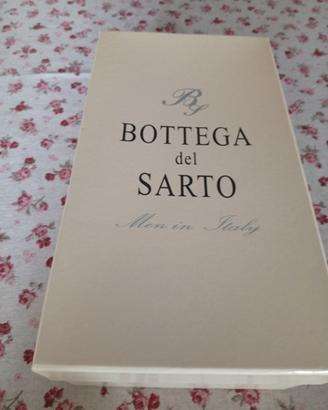 BS
BOTTEGA
del
SARTO
Men in Italy